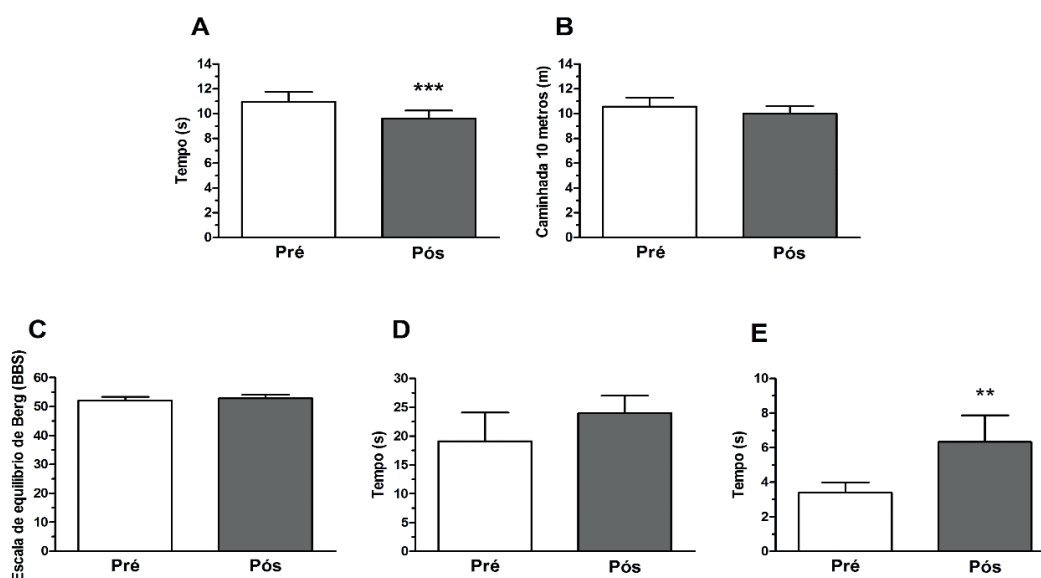 A
Tempo (s)
14
12
10
8
6
4
2
0
***
Pré
Pós
B
Caminhada 10 metros (m)
14
12
10
8
6
4
2
0
Pré
Pós
C
Escala de equilíbrio de Berg (BBS)
60
50
40
30
20
10
0
Pré
Pós
D
Tempo (s)
30
25
20
15
10
5
0
Pré
Pós
E
Tempo (s)
10
8
6
4
2
0
**
Pré
Pós